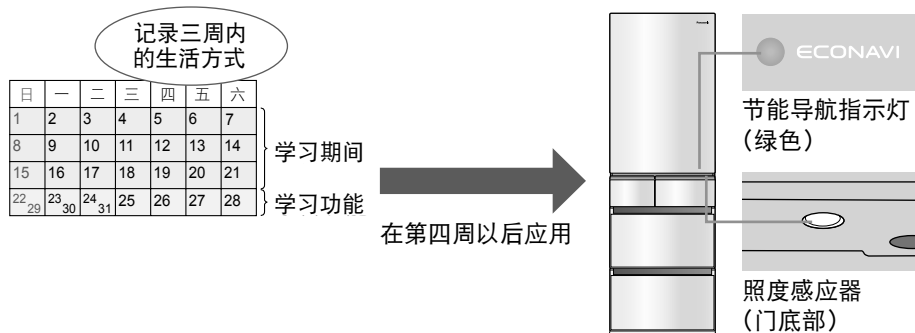 记录三周内
的生活方式
日 一 二 三 四 五 六
1 2 3 4 5 6 7
8 9 10 11 12 13 14
15 16 17 18 19 20 21
22 29 23 30 24 31 25 26 27 28
学习期间
学习功能
在第四周以后应用
Panasonic
ECONAVI
节能导航指示灯
（绿色）
照度感应器
（门底部）